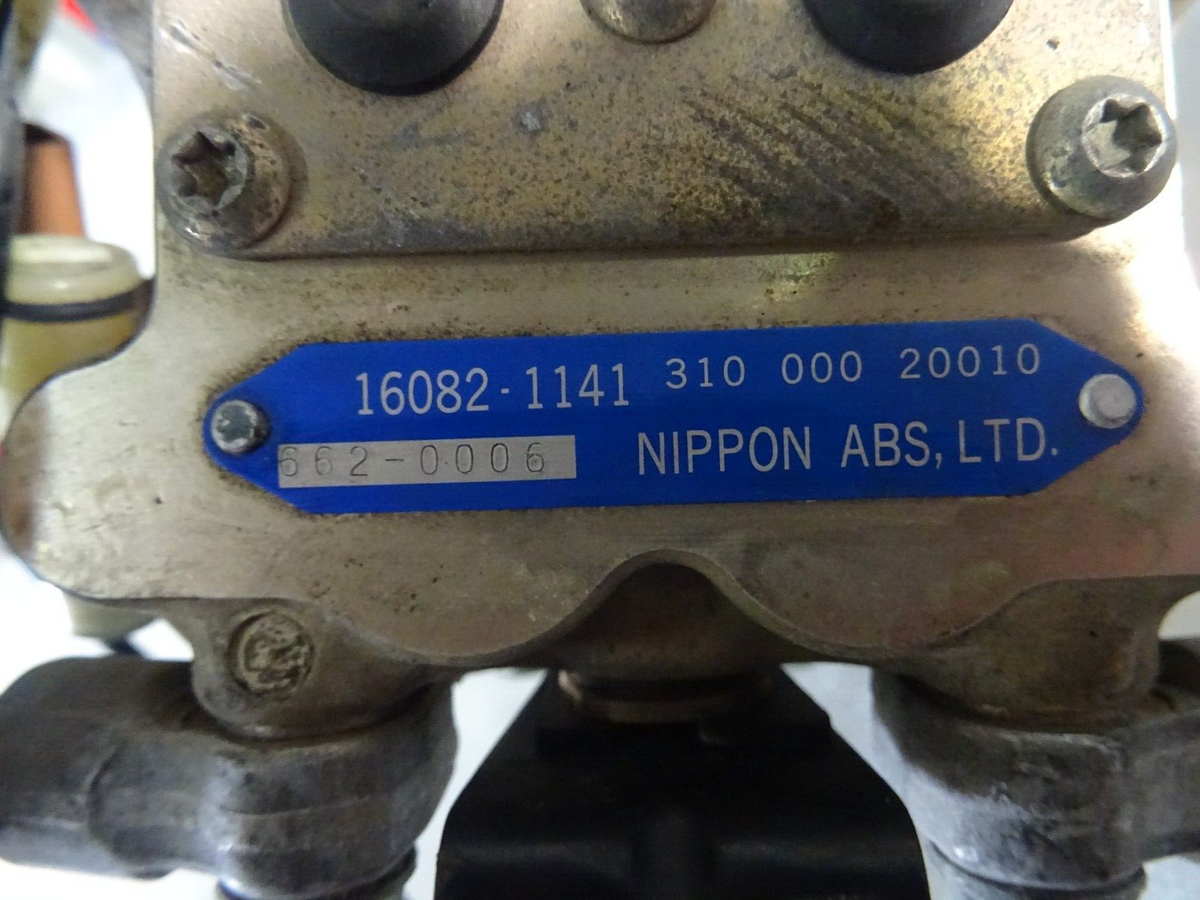 16082-1141 310 000 20010
662-0006 NIPPON ABS, LTD.